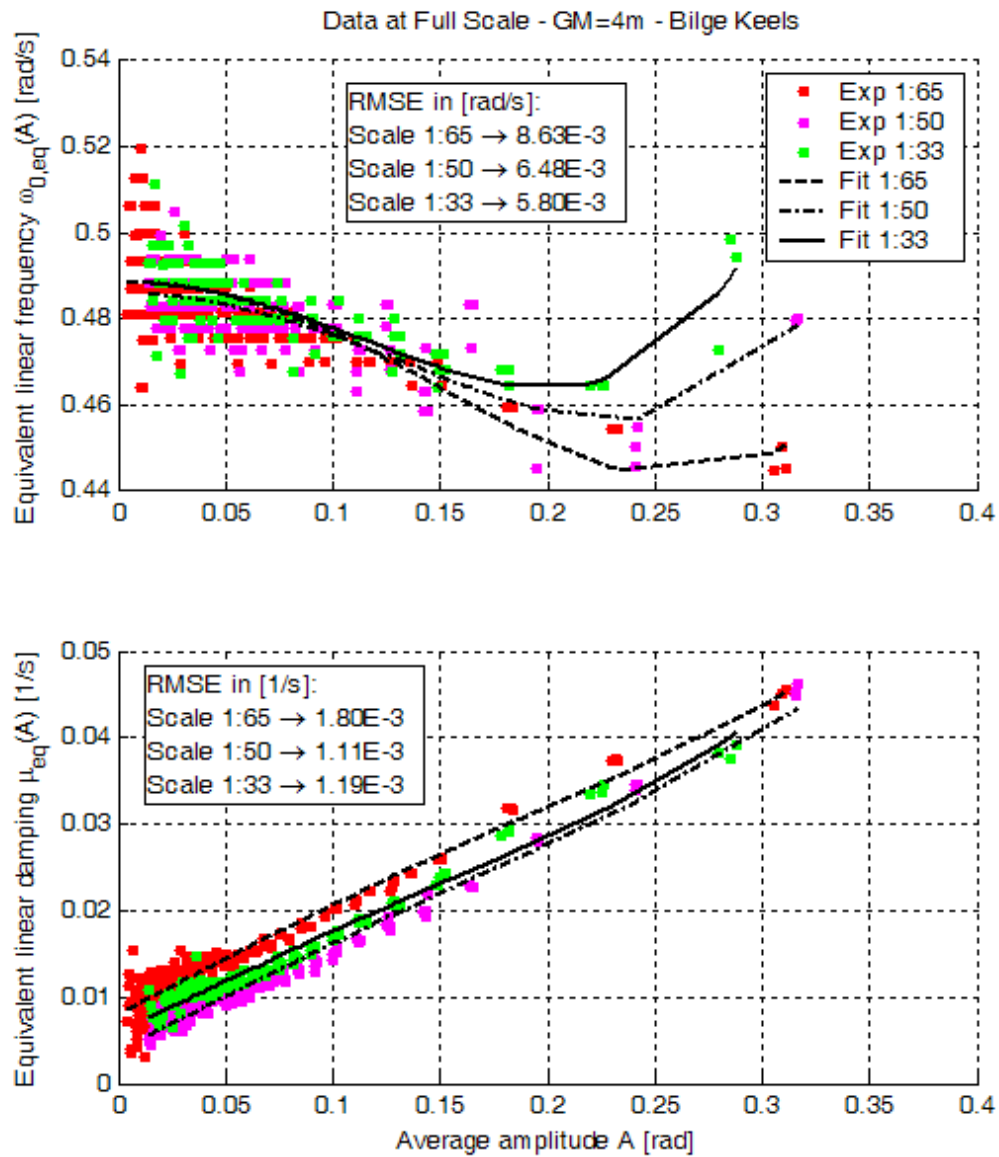 Data at Full Scale - GM=4m - Bilge Keels
Equivalent linear frequency ω0,eq(A) [rad/s]
0.54
0.52
0.5
0.48
0.46
0.44
RMSE in [rad/s]:
Scale 1:65 → 8.63E-3
Scale 1:50 → 6.48E-3
Scale 1:33 → 5.80E-3
Exp 1:65
Exp 1:50
Exp 1:33
Fit 1:65
Fit 1:50
Fit 1:33
0 0.05 0.1 0.15 0.2 0.25 0.3 0.35 0.4
Equivalent linear damping μeq(A) [1/s]
0.05
0.04
0.03
0.02
0.01
0
RMSE in [1/s]:
Scale 1:65 → 1.80E-3
Scale 1:50 → 1.11E-3
Scale 1:33 → 1.19E-3
0 0.05 0.1 0.15 0.2 0.25 0.3 0.35 0.4
Average amplitude A [rad]